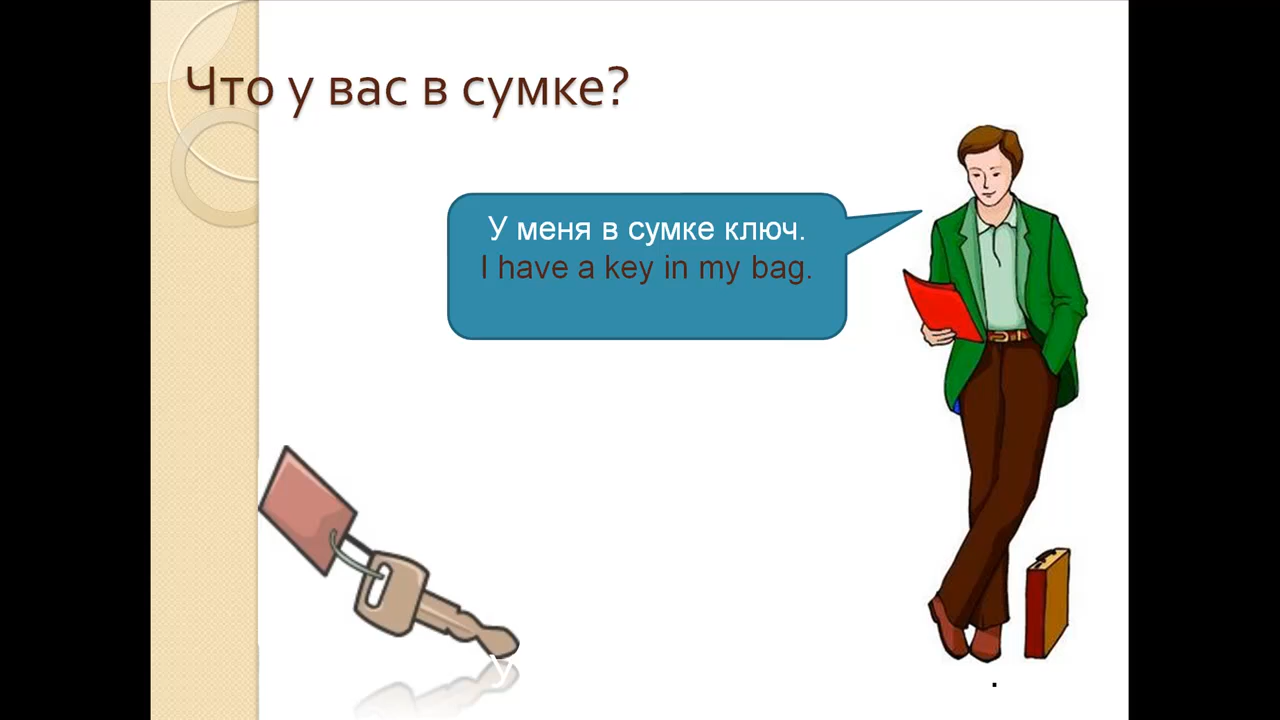 Что у вас в сумке?
У меня в сумке ключ.
I have a key in my bag.
У
.